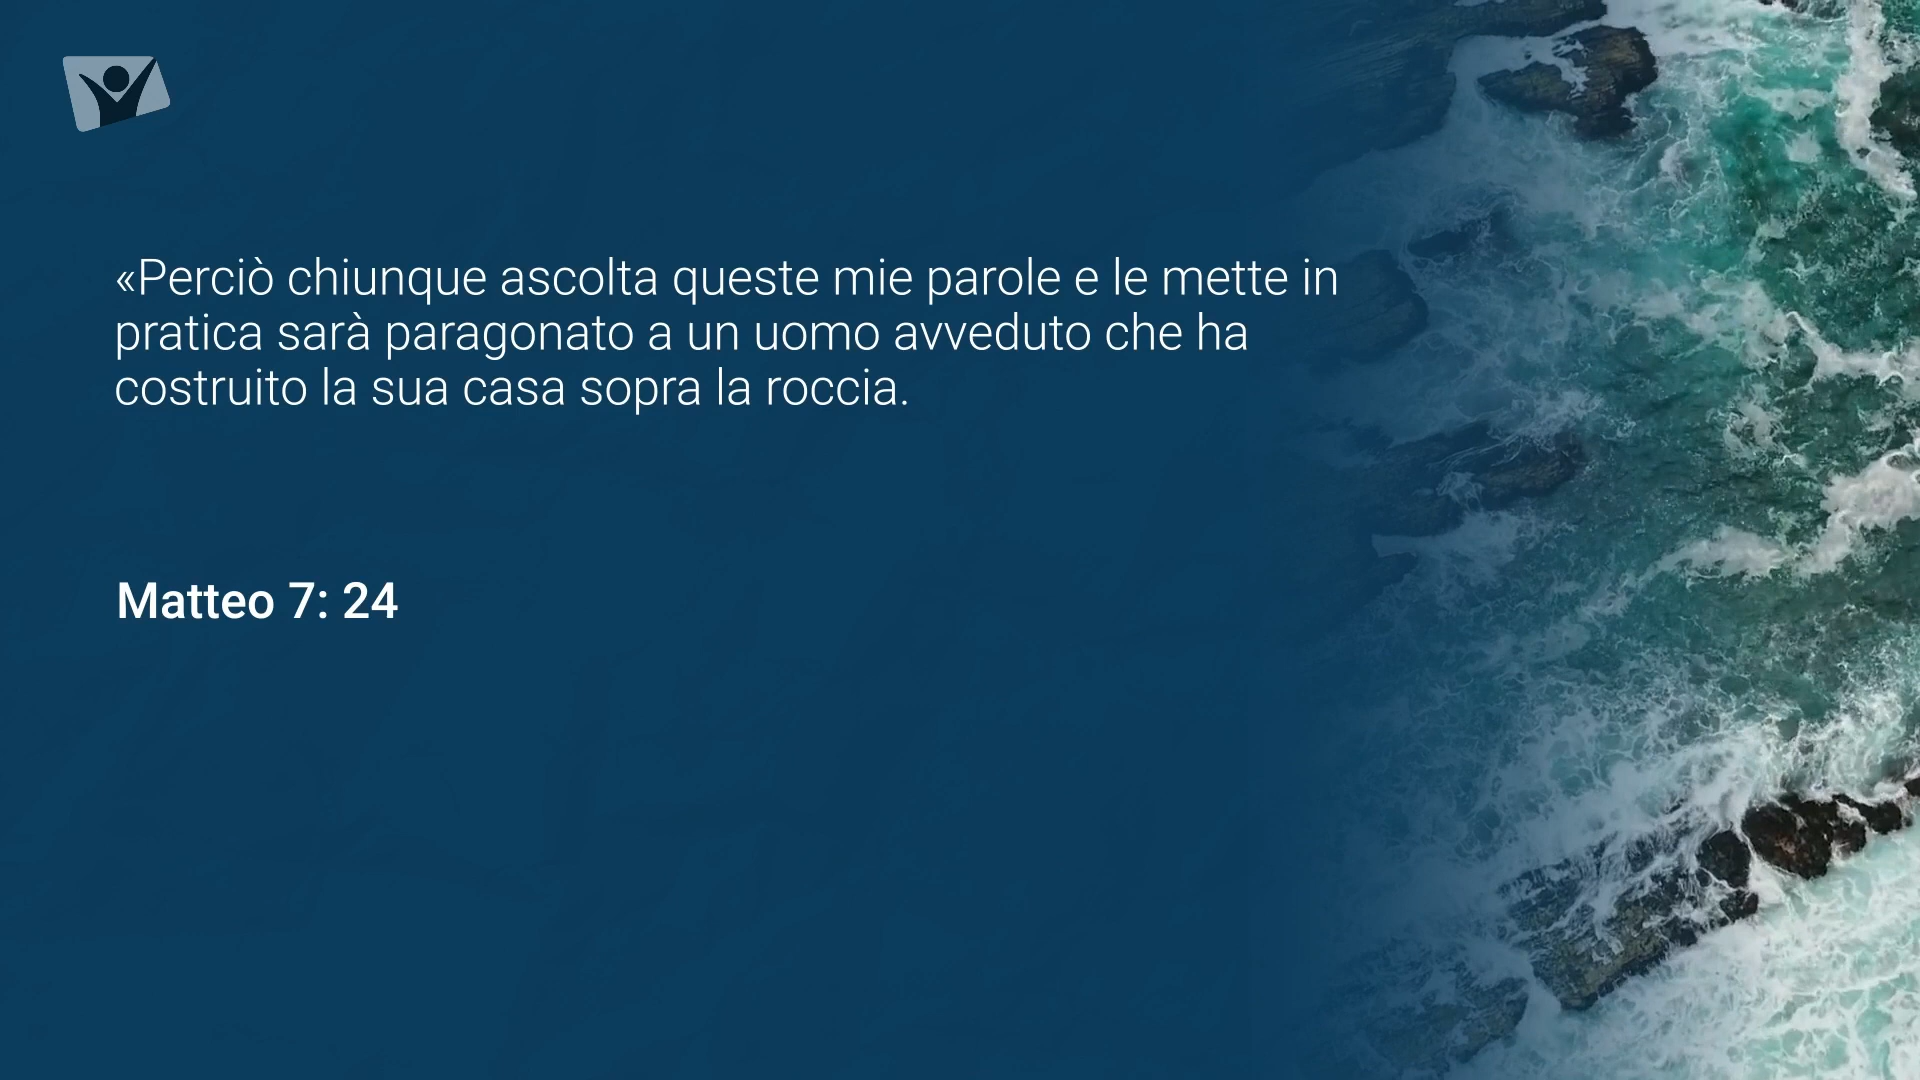 «Perciò chiunque ascolta queste mie parole e le mette in
pratica sarà paragonato a un uomo avveduto che ha
costruito la sua casa sopra la roccia.
Matteo 7: 24